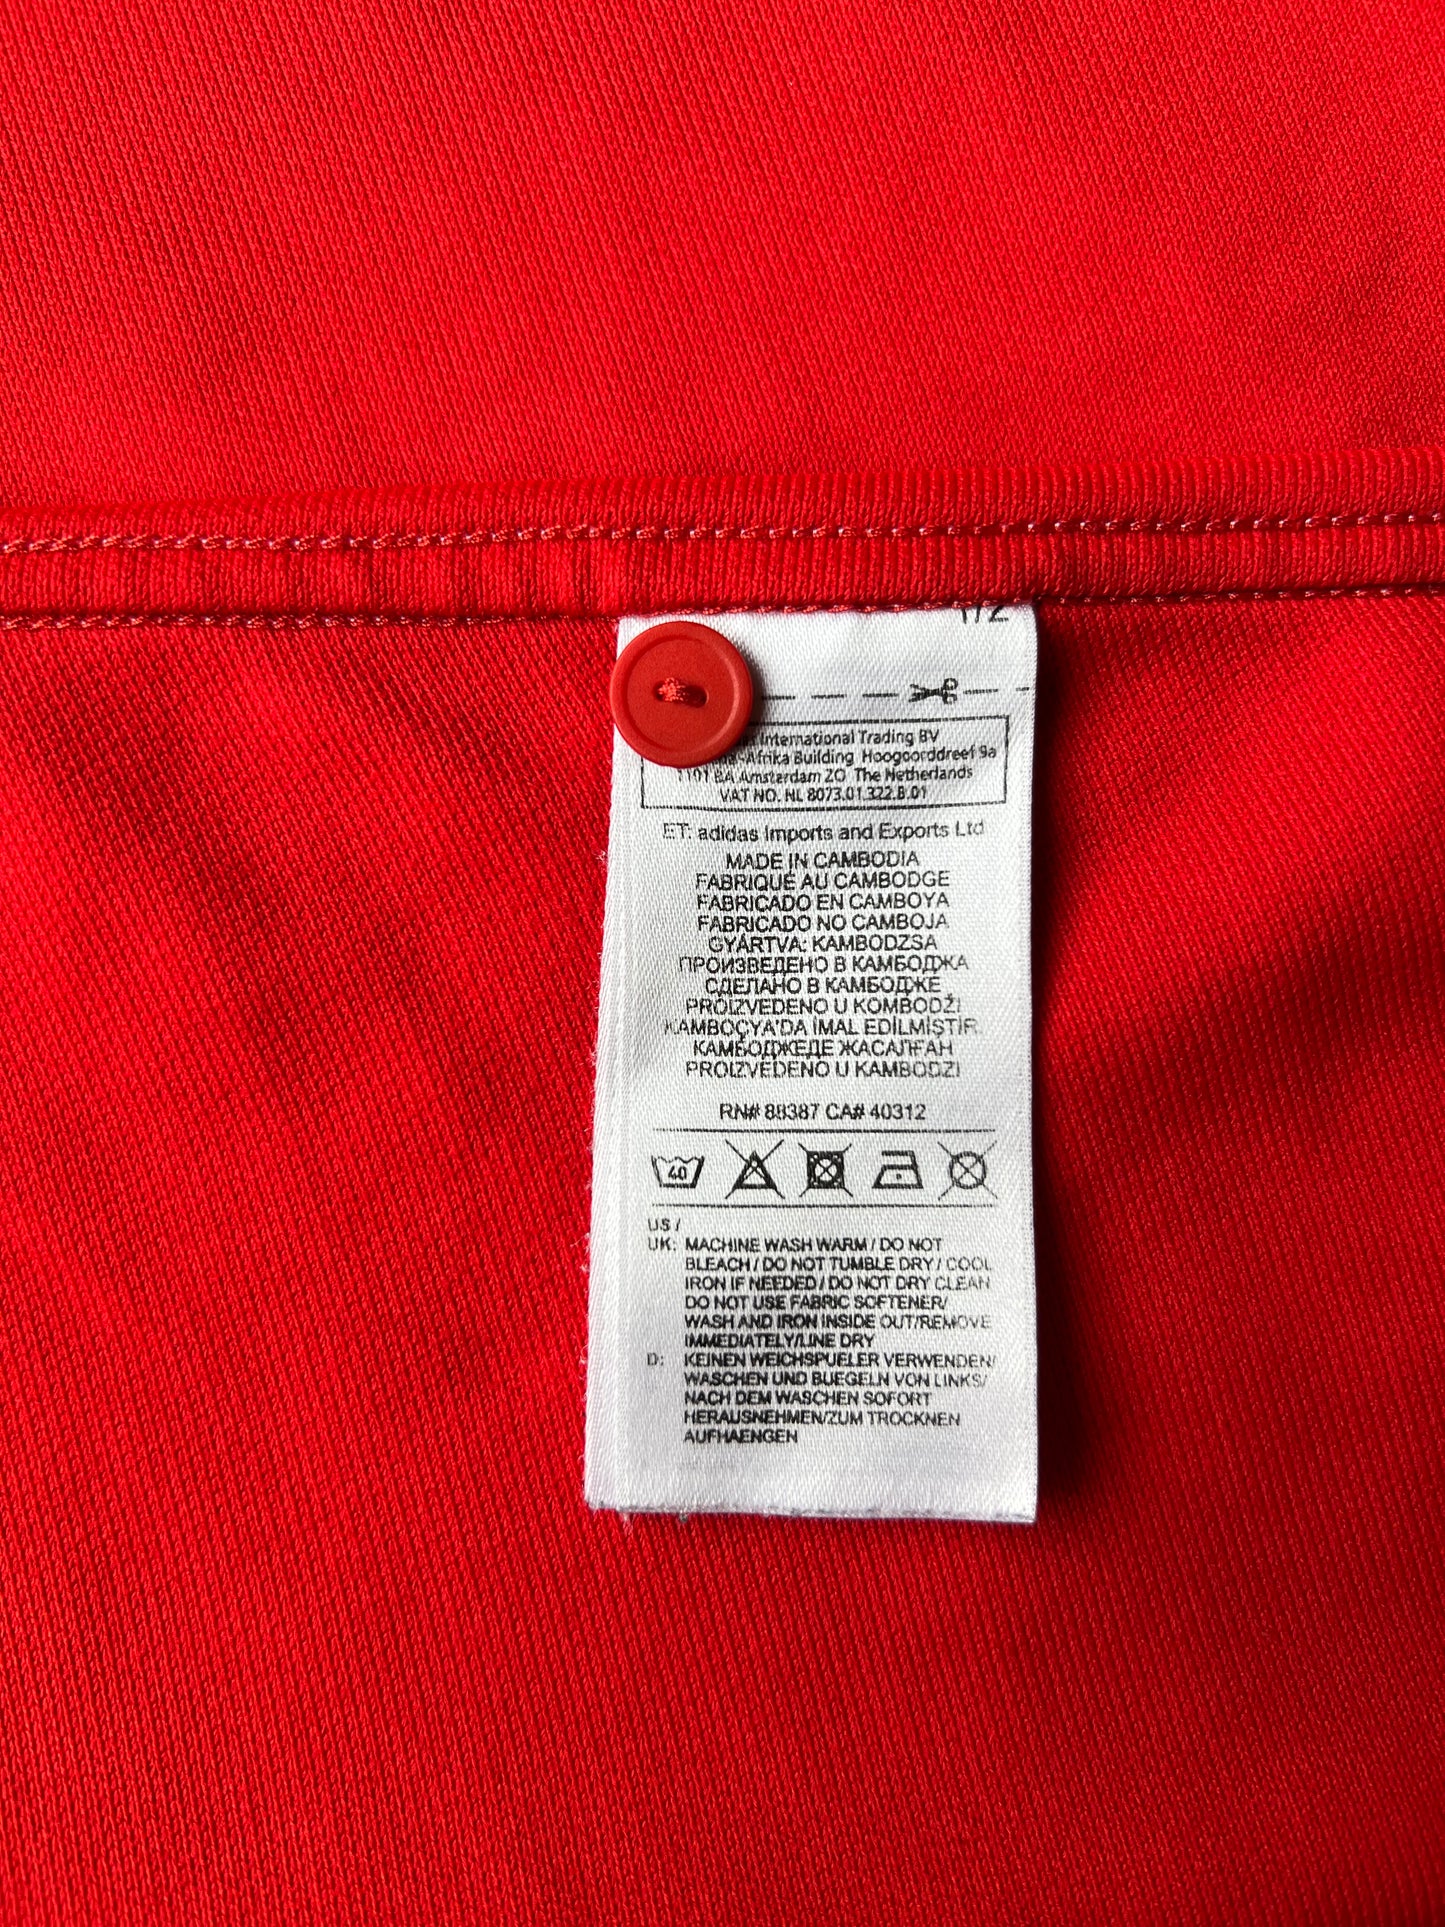 1/2
International Trading BV
-Afrika Building Hoogoorddreef 9a
1101 BA Amsterdam ZO The Netherlands
VAT NO. NL 8073.01.322.B.01
ET: adidas Imports and Exports Ltd
MADE IN CAMBODIA
FABRIQUÉ AU CAMBODGE
FABRICADO EN CAMBOYA
FABRICADO NO CAMBOJA
GYÁRTVA: KAMBODZSA
ПРОИЗВЕДЕНО В КАМБОДЖА
СДЕЛАНО В КАМБОДЖЕ
PROIZVEDENO U KOMBODŽI
KAMBOÇYA'DA İMAL EDİLMİŞTİR.
КАМБОДЖЕДЕ ЖАСАЛҒАН
PROIZVEDENO U KAMBODZI
RN# 88387 CA# 40312
40
US /
UK: MACHINE WASH WARM / DO NOT
BLEACH / DO NOT TUMBLE DRY / COOL
IRON IF NEEDED / DO NOT DRY CLEAN
DO NOT USE FABRIC SOFTENER/
WASH AND IRON INSIDE OUT/REMOVE
IMMEDIATELY/LINE DRY
D: KEINEN WEICHSPUELER VERWENDEN/
WASCHEN UND BUEGELN VON LINKS/
NACH DEM WASCHEN SOFORT
HERAUSNEHMEN/ZUM TROCKNEN
AUFHAENGEN